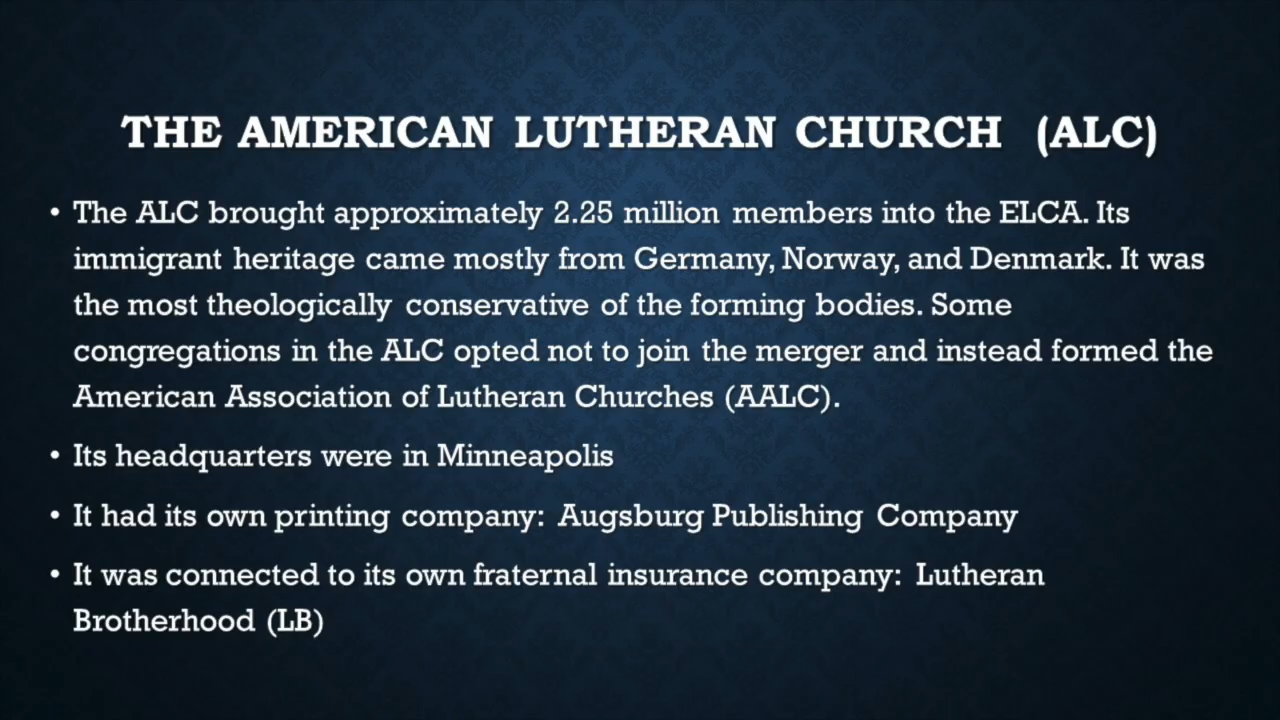 THE AMERICAN LUTHERAN CHURCH (ALC)
• The ALC brought approximately 2.25 million members into the ELCA. Its
immigrant heritage came mostly from Germany, Norway, and Denmark. It was
the most theologically conservative of the forming bodies. Some
congregations in the ALC opted not to join the merger and instead formed the
American Association of Lutheran Churches (AALC).
• Its headquarters were in Minneapolis
• It had its own printing company: Augsburg Publishing Company
• It was connected to its own fraternal insurance company: Lutheran
Brotherhood (LB)